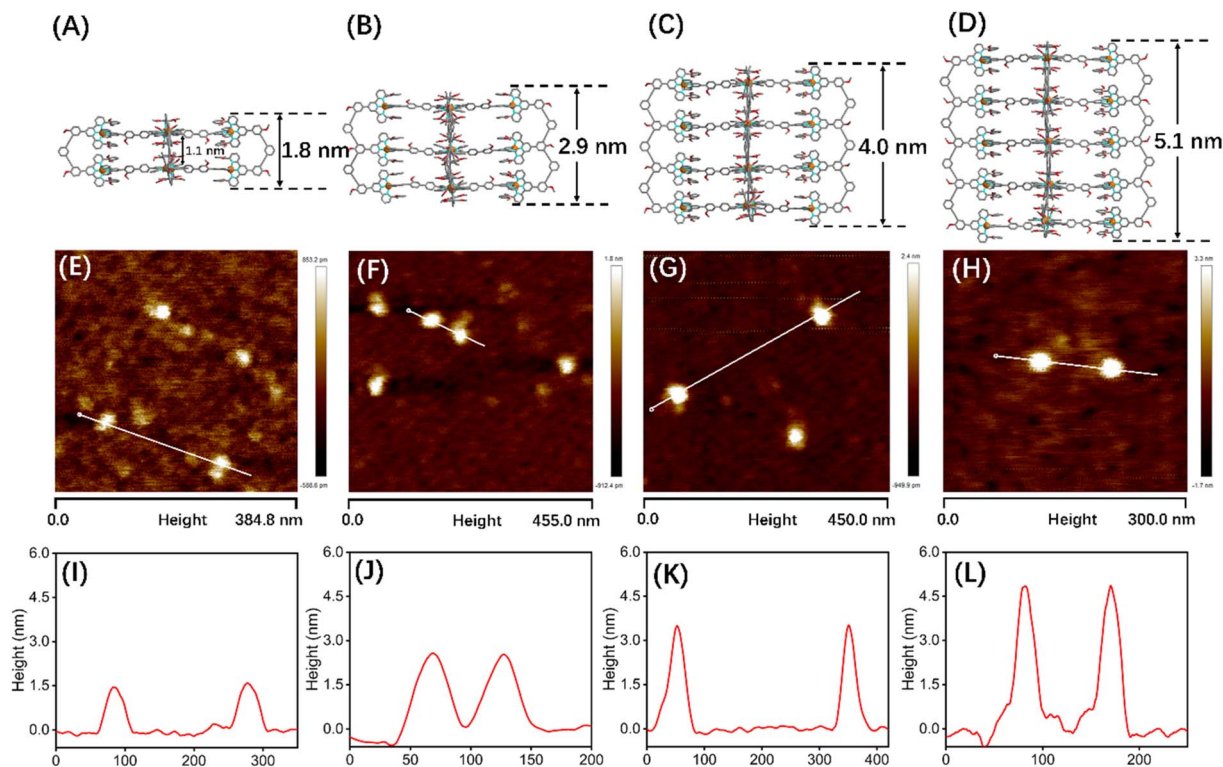 (A)
(B)
(C)
(D)
1.1 nm
1.8 nm
2.9 nm
4.0 nm
5.1 nm
(E)
853.2 pm
-588.6 pm
(F)
1.8 nm
-912.4 pm
(G)
2.4 nm
-949.9 pm
(H)
3.3 nm
-1.7 nm
0.0 Height 384.8 nm
0.0 Height 455.0 nm
0.0 Height 450.0 nm
0.0 Height 300.0 nm
(I)
Height (nm)
6.0
4.5
3.0
1.5
0.0
0 100 200 300
(J)
Height (nm)
6.0
4.5
3.0
1.5
0.0
0 50 100 150 200
(K)
Height (nm)
6.0
4.5
3.0
1.5
0.0
0 100 200 300 400
(L)
Height (nm)
6.0
4.5
3.0
1.5
0.0
0 100 200